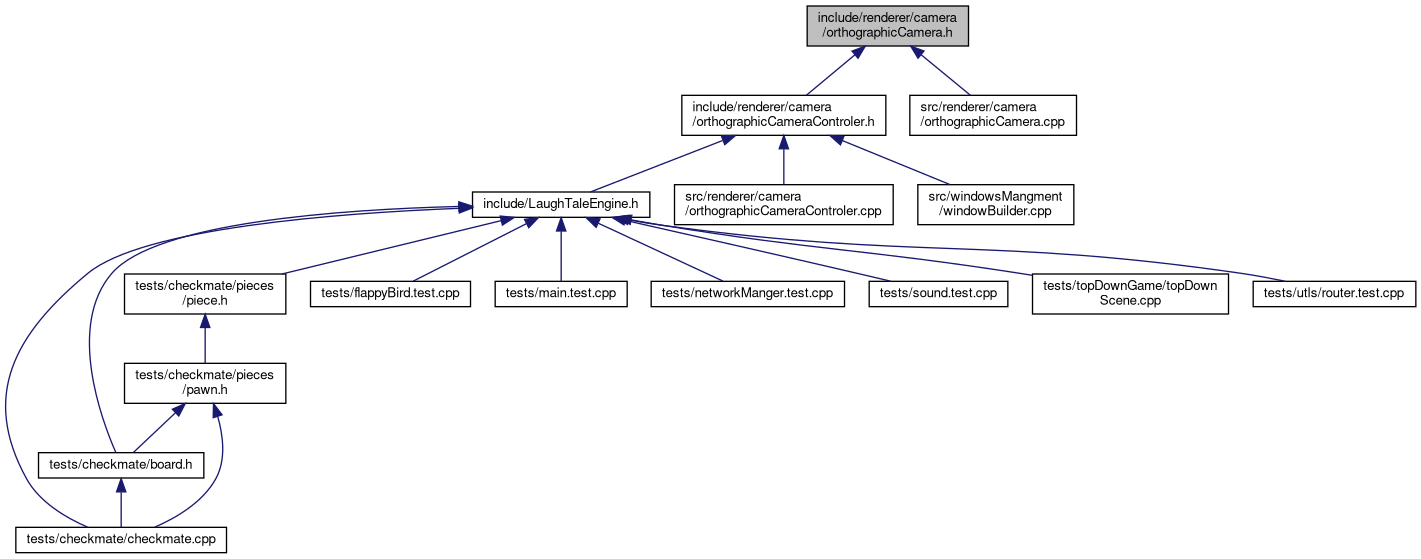 include/renderer/camera
/orthographicCamera.h
include/renderer/camera
/orthographicCameraControler.h
src/renderer/camera
/orthographicCamera.cpp
include/LaughTaleEngine.h
src/renderer/camera
/orthographicCameraControler.cpp
src/windowsMangment
/windowBuilder.cpp
tests/checkmate/pieces
/piece.h
tests/flappyBird.test.cpp
tests/main.test.cpp
tests/networkManger.test.cpp
tests/sound.test.cpp
tests/topDownGame/topDown
Scene.cpp
tests/utls/router.test.cpp
tests/checkmate/pieces
/pawn.h
tests/checkmate/board.h
tests/checkmate/checkmate.cpp